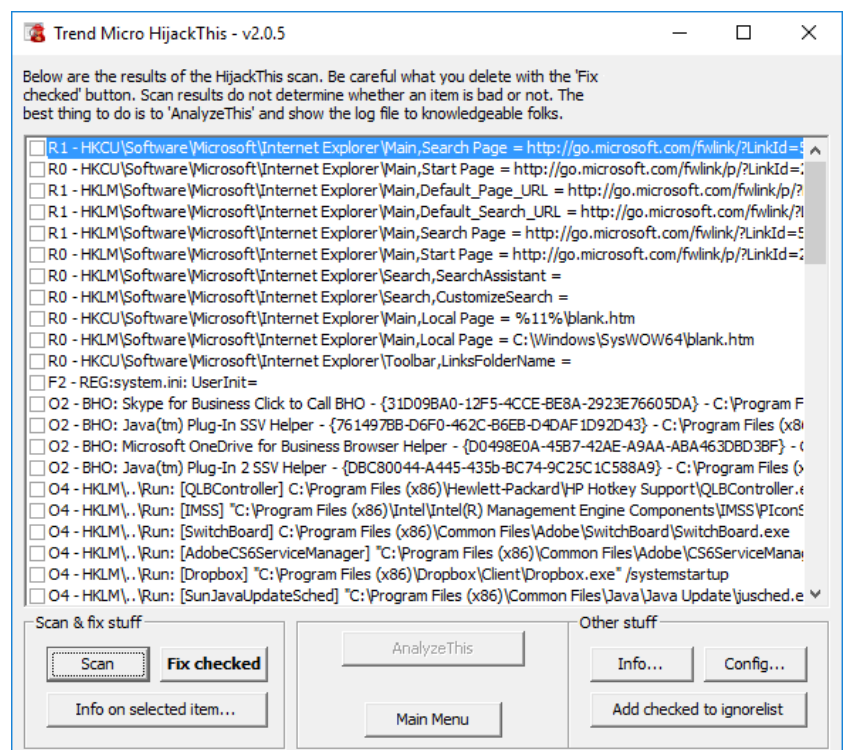 Trend Micro HijackThis - v2.0.5
Below are the results of the HijackThis scan. Be careful what you delete with the 'Fix
checked' button. Scan results do not determine whether an item is bad or not. The
best thing to do is to 'AnalyzeThis' and show the log file to knowledgeable folks.
R1 - HKCU\Software\Microsoft\Internet Explorer\Main,Search Page = http://go.microsoft.com/fwlink/?LinkId=5
R0 - HKCU\Software\Microsoft\Internet Explorer\Main,Start Page = http://go.microsoft.com/fwlink/p/?LinkId=2
R1 - HKLM\Software\Microsoft\Internet Explorer\Main,Default_Page_URL = http://go.microsoft.com/fwlink/p/?
R1 - HKLM\Software\Microsoft\Internet Explorer\Main,Default_Search_URL = http://go.microsoft.com/fwlink/?
R1 - HKLM\Software\Microsoft\Internet Explorer\Main,Search Page = http://go.microsoft.com/fwlink/?LinkId=5
R0 - HKLM\Software\Microsoft\Internet Explorer\Main,Start Page = http://go.microsoft.com/fwlink/p/?LinkId=2
R0 - HKLM\Software\Microsoft\Internet Explorer\Search,SearchAssistant =
R0 - HKLM\Software\Microsoft\Internet Explorer\Search,CustomizeSearch =
R0 - HKCU\Software\Microsoft\Internet Explorer\Main,Local Page = %11%\blank.htm
R0 - HKLM\Software\Microsoft\Internet Explorer\Main,Local Page = C:\Windows\SysWOW64\blank.htm
R0 - HKCU\Software\Microsoft\Internet Explorer\Toolbar,LinksFolderName =
F2 - REG:system.ini: UserInit=
O2 - BHO: Skype for Business Click to Call BHO - {31D09BA0-12F5-4CCE-BE8A-2923E76605DA} - C:\Program F
O2 - BHO: Java(tm) Plug-In SSV Helper - {761497BB-D6F0-462C-B6EB-D4DAF1D92D43} - C:\Program Files (x8
O2 - BHO: Microsoft OneDrive for Business Browser Helper - {D0498E0A-45B7-42AE-A9AA-ABA463DBD3BF} - 
O2 - BHO: Java(tm) Plug-In 2 SSV Helper - {DBC80044-A445-435b-BC74-9C25C1C588A9} - C:\Program Files (
O4 - HKLM\..\Run: [QLBController] C:\Program Files (x86)\Hewlett-Packard\HP Hotkey Support\QLBController.e
O4 - HKLM\..\Run: [IMSS] "C:\Program Files (x86)\Intel\Intel(R) Management Engine Components\IMSS\PIconS
O4 - HKLM\..\Run: [SwitchBoard] C:\Program Files (x86)\Common Files\Adobe\SwitchBoard\SwitchBoard.exe
O4 - HKLM\..\Run: [AdobeCS6ServiceManager] "C:\Program Files (x86)\Common Files\Adobe\CS6ServiceMana
O4 - HKLM\..\Run: [Dropbox] "C:\Program Files (x86)\Dropbox\Client\Dropbox.exe" /systemstartup
O4 - HKLM\..\Run: [SunJavaUpdateSched] "C:\Program Files (x86)\Common Files\Java\Java Update\jusched.e
Scan & fix stuff
Other stuff
Scan
Fix checked
AnalyzeThis
Info...
Config...
Info on selected item...
Main Menu
Add checked to ignorelist